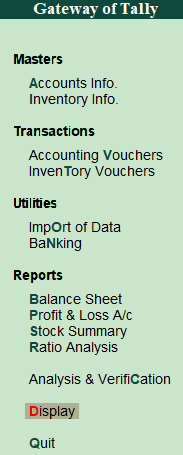 Gateway of Tally
Masters
Accounts Info.
Inventory Info.
Transactions
Accounting Vouchers
InvenTory Vouchers
Utilities
ImpOrt of Data
BaNking
Reports
Balance Sheet
Profit & Loss A/c
Stock Summary
Ratio Analysis
Analysis & VerifiCation
Display
Quit